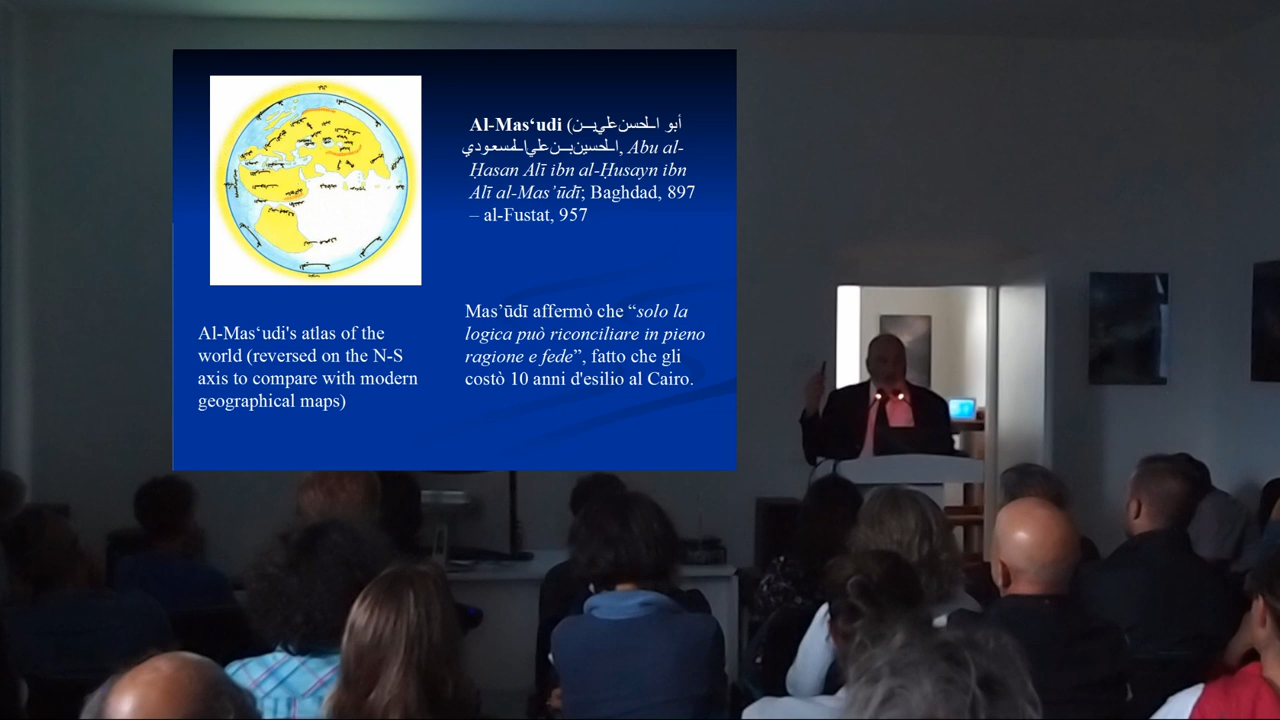 Al-Mas‘udi (أبو الحسن علي بن
الحسين بن علي المسعودي, Abu al-
Ḥasan Alī ibn al-Ḥusayn ibn
Alī al-Mas’ūdī; Baghdad, 897
– al-Fustat, 957
Al-Mas‘udi's atlas of the
world (reversed on the N-S
axis to compare with modern
geographical maps)
Mas’ūdī affermò che “solo la
logica può riconciliare in pieno
ragione e fede”, fatto che gli
costò 10 anni d'esilio al Cairo.